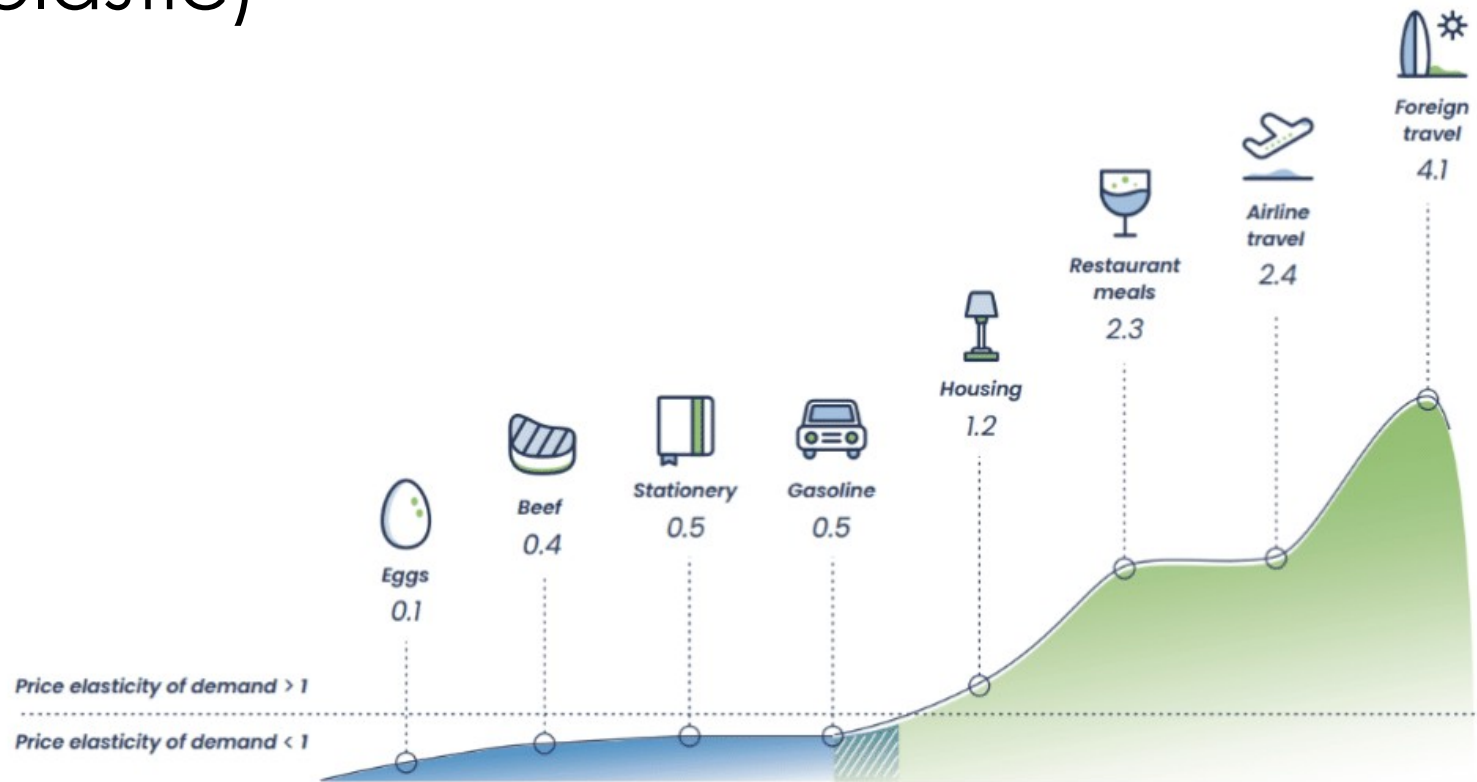 Foreign
travel
4.1
Airline
travel
2.4
Restaurant
meals
2.3
Housing
1.2
Stationery
0.5
Gasoline
0.5
Beef
0.4
Eggs
0.1
Price elasticity of demand > 1
Price elasticity of demand < 1